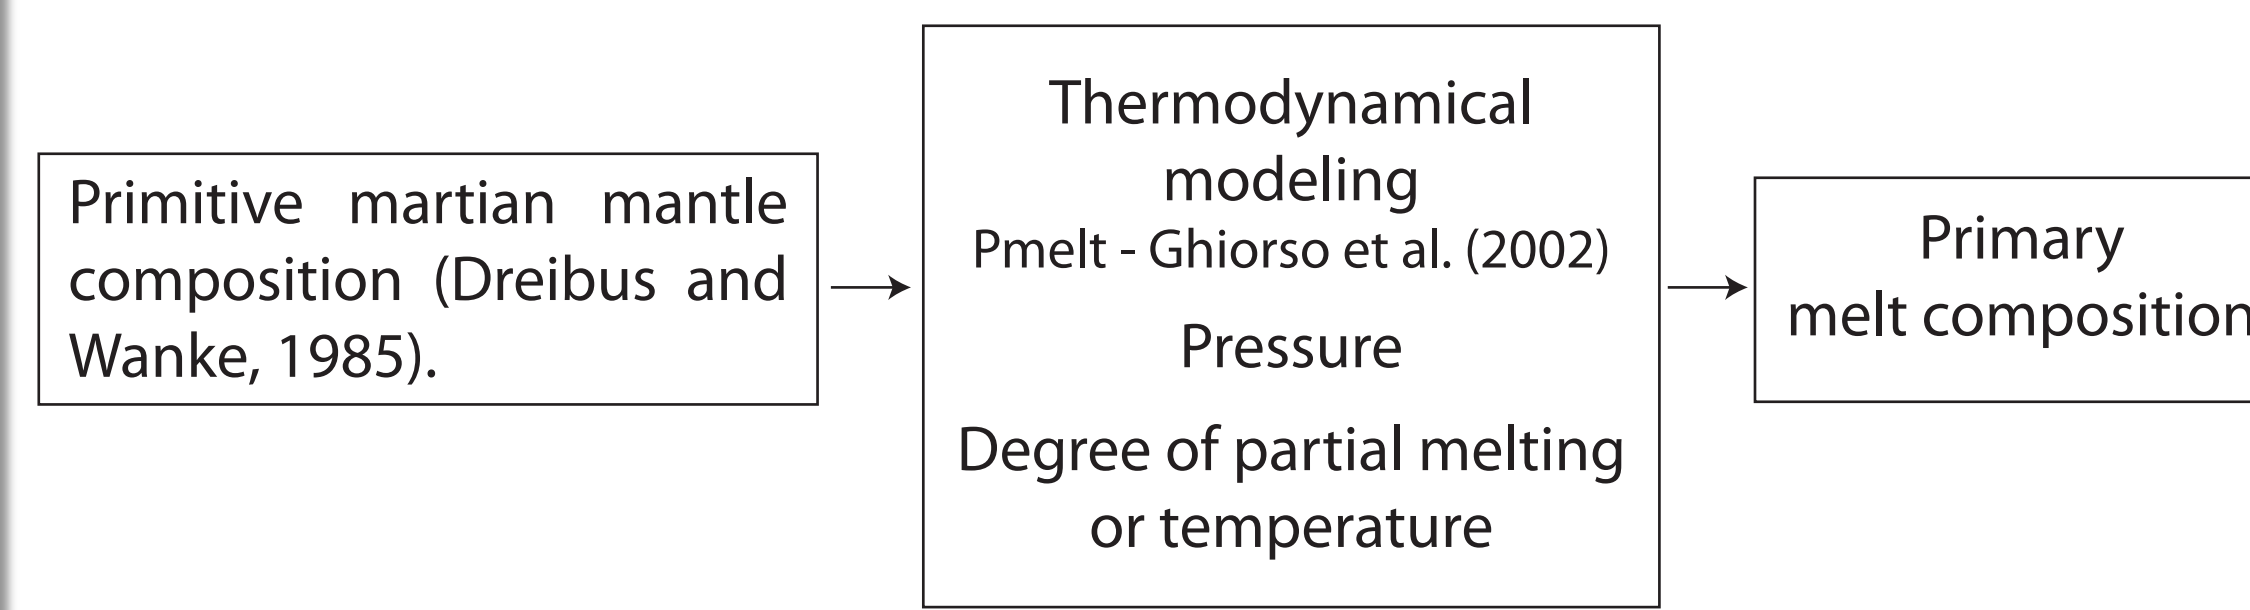 Primitive martian mantle
composition (Dreibus and
Wanke, 1985).
Thermodynamical
modeling
Pmelt - Ghiorso et al. (2002)
Pressure
Degree of partial melting
or temperature
Primary
melt composition